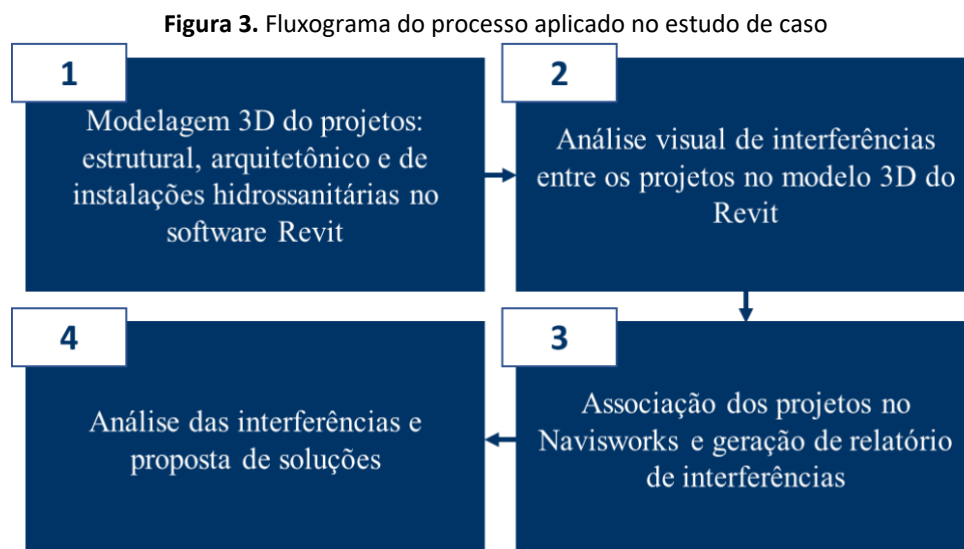 Figura 3. Fluxograma do processo aplicado no estudo de caso
1
Modelagem 3D do projetos:
estrutural, arquitetônico e de
instalações hidrossanitárias no
software Revit
2
Análise visual de interferências
entre os projetos no modelo 3D do
Revit
3
Associação dos projetos no
Navisworks e geração de relatório
de interferências
4
Análise das interferências e
proposta de soluções